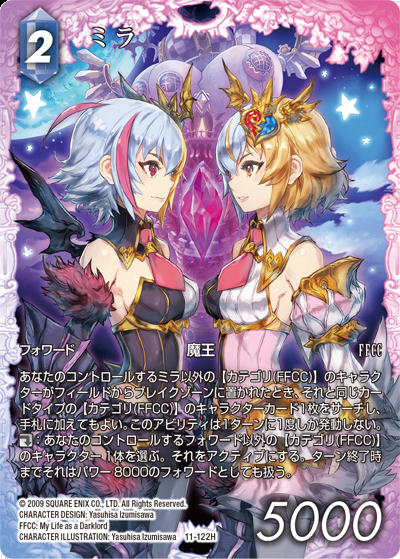 2
ミラ
フォワード 魔王 FFCC
あなたのコントロールするミラ以外の【カテゴリ(FFCC)】のキャラク
ターがフィールドからブレイクゾーンに置かれたとき、それと同じカー
ドタイプの【カテゴリ(FFCC)】のキャラクターカード1枚をサーチし、
手札に加えてもよい。このアビリティは1ターンに1度しか発動しない。
:あなたのコントロールするフォワード以外の【カテゴリ(FFCC)】
のキャラクター1体を選ぶ。それをアクティブにする。ターン終了時
までそれはパワー8000のフォワードとしても扱う。
© 2009 SQUARE ENIX CO., LTD. All Rights Reserved.
CHARACTER DESIGN: Yasuhisa Izumisawa
FFCC: My Life as a Darklord
CHARACTER ILLUSTRATION: Yasuhisa Izumisawa
11-122H
5000